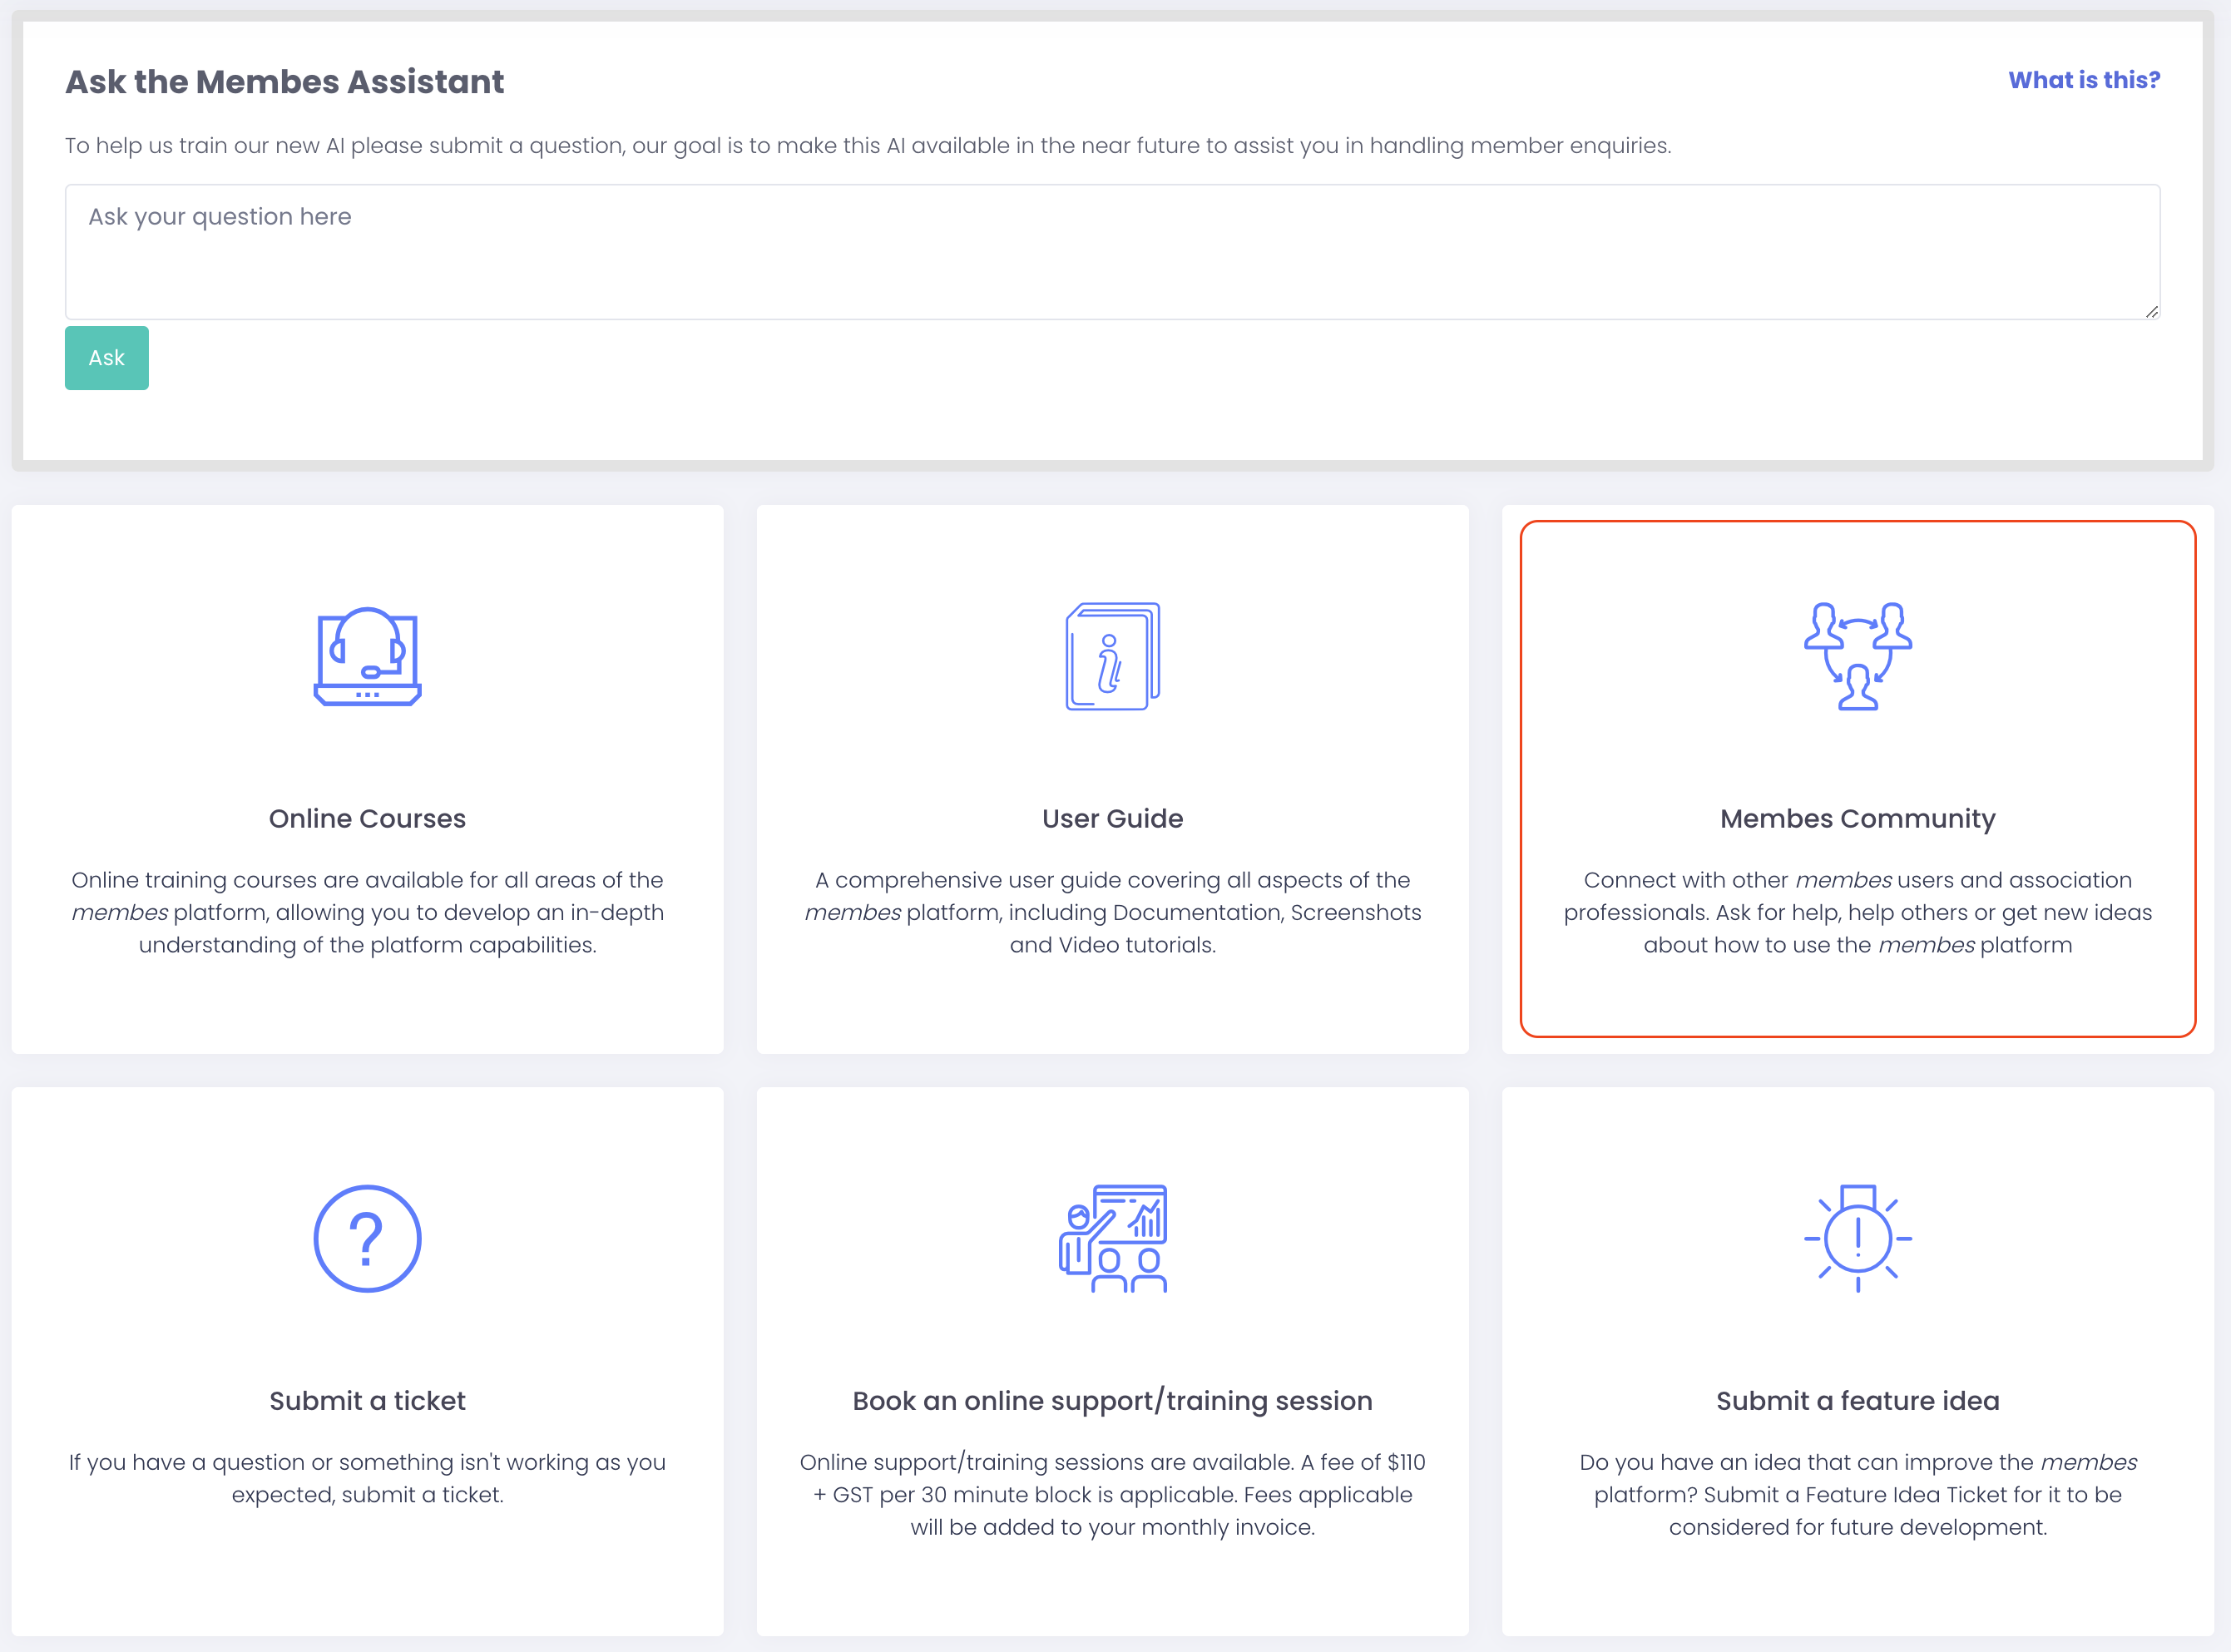 Ask the Membes Assistant
What is this?
To help us train our new AI please submit a question, our goal is to make this AI available in the near future to assist you in handling member enquiries.
Ask your question here
Ask
Online Courses
Online training courses are available for all areas of the
membes platform, allowing you to develop an in-depth
understanding of the platform capabilities.
User Guide
A comprehensive user guide covering all aspects of the
membes platform, including Documentation, Screenshots
and Video tutorials.
Membes Community
Connect with other membes users and association
professionals. Ask for help, help others or get new ideas
about how to use the membes platform
Submit a ticket
If you have a question or something isn't working as you
expected, submit a ticket.
Book an online support/training session
Online support/training sessions are available. A fee of $110
+ GST per 30 minute block is applicable. Fees applicable
will be added to your monthly invoice.
Submit a feature idea
Do you have an idea that can improve the membes
platform? Submit a Feature Idea Ticket for it to be
considered for future development.